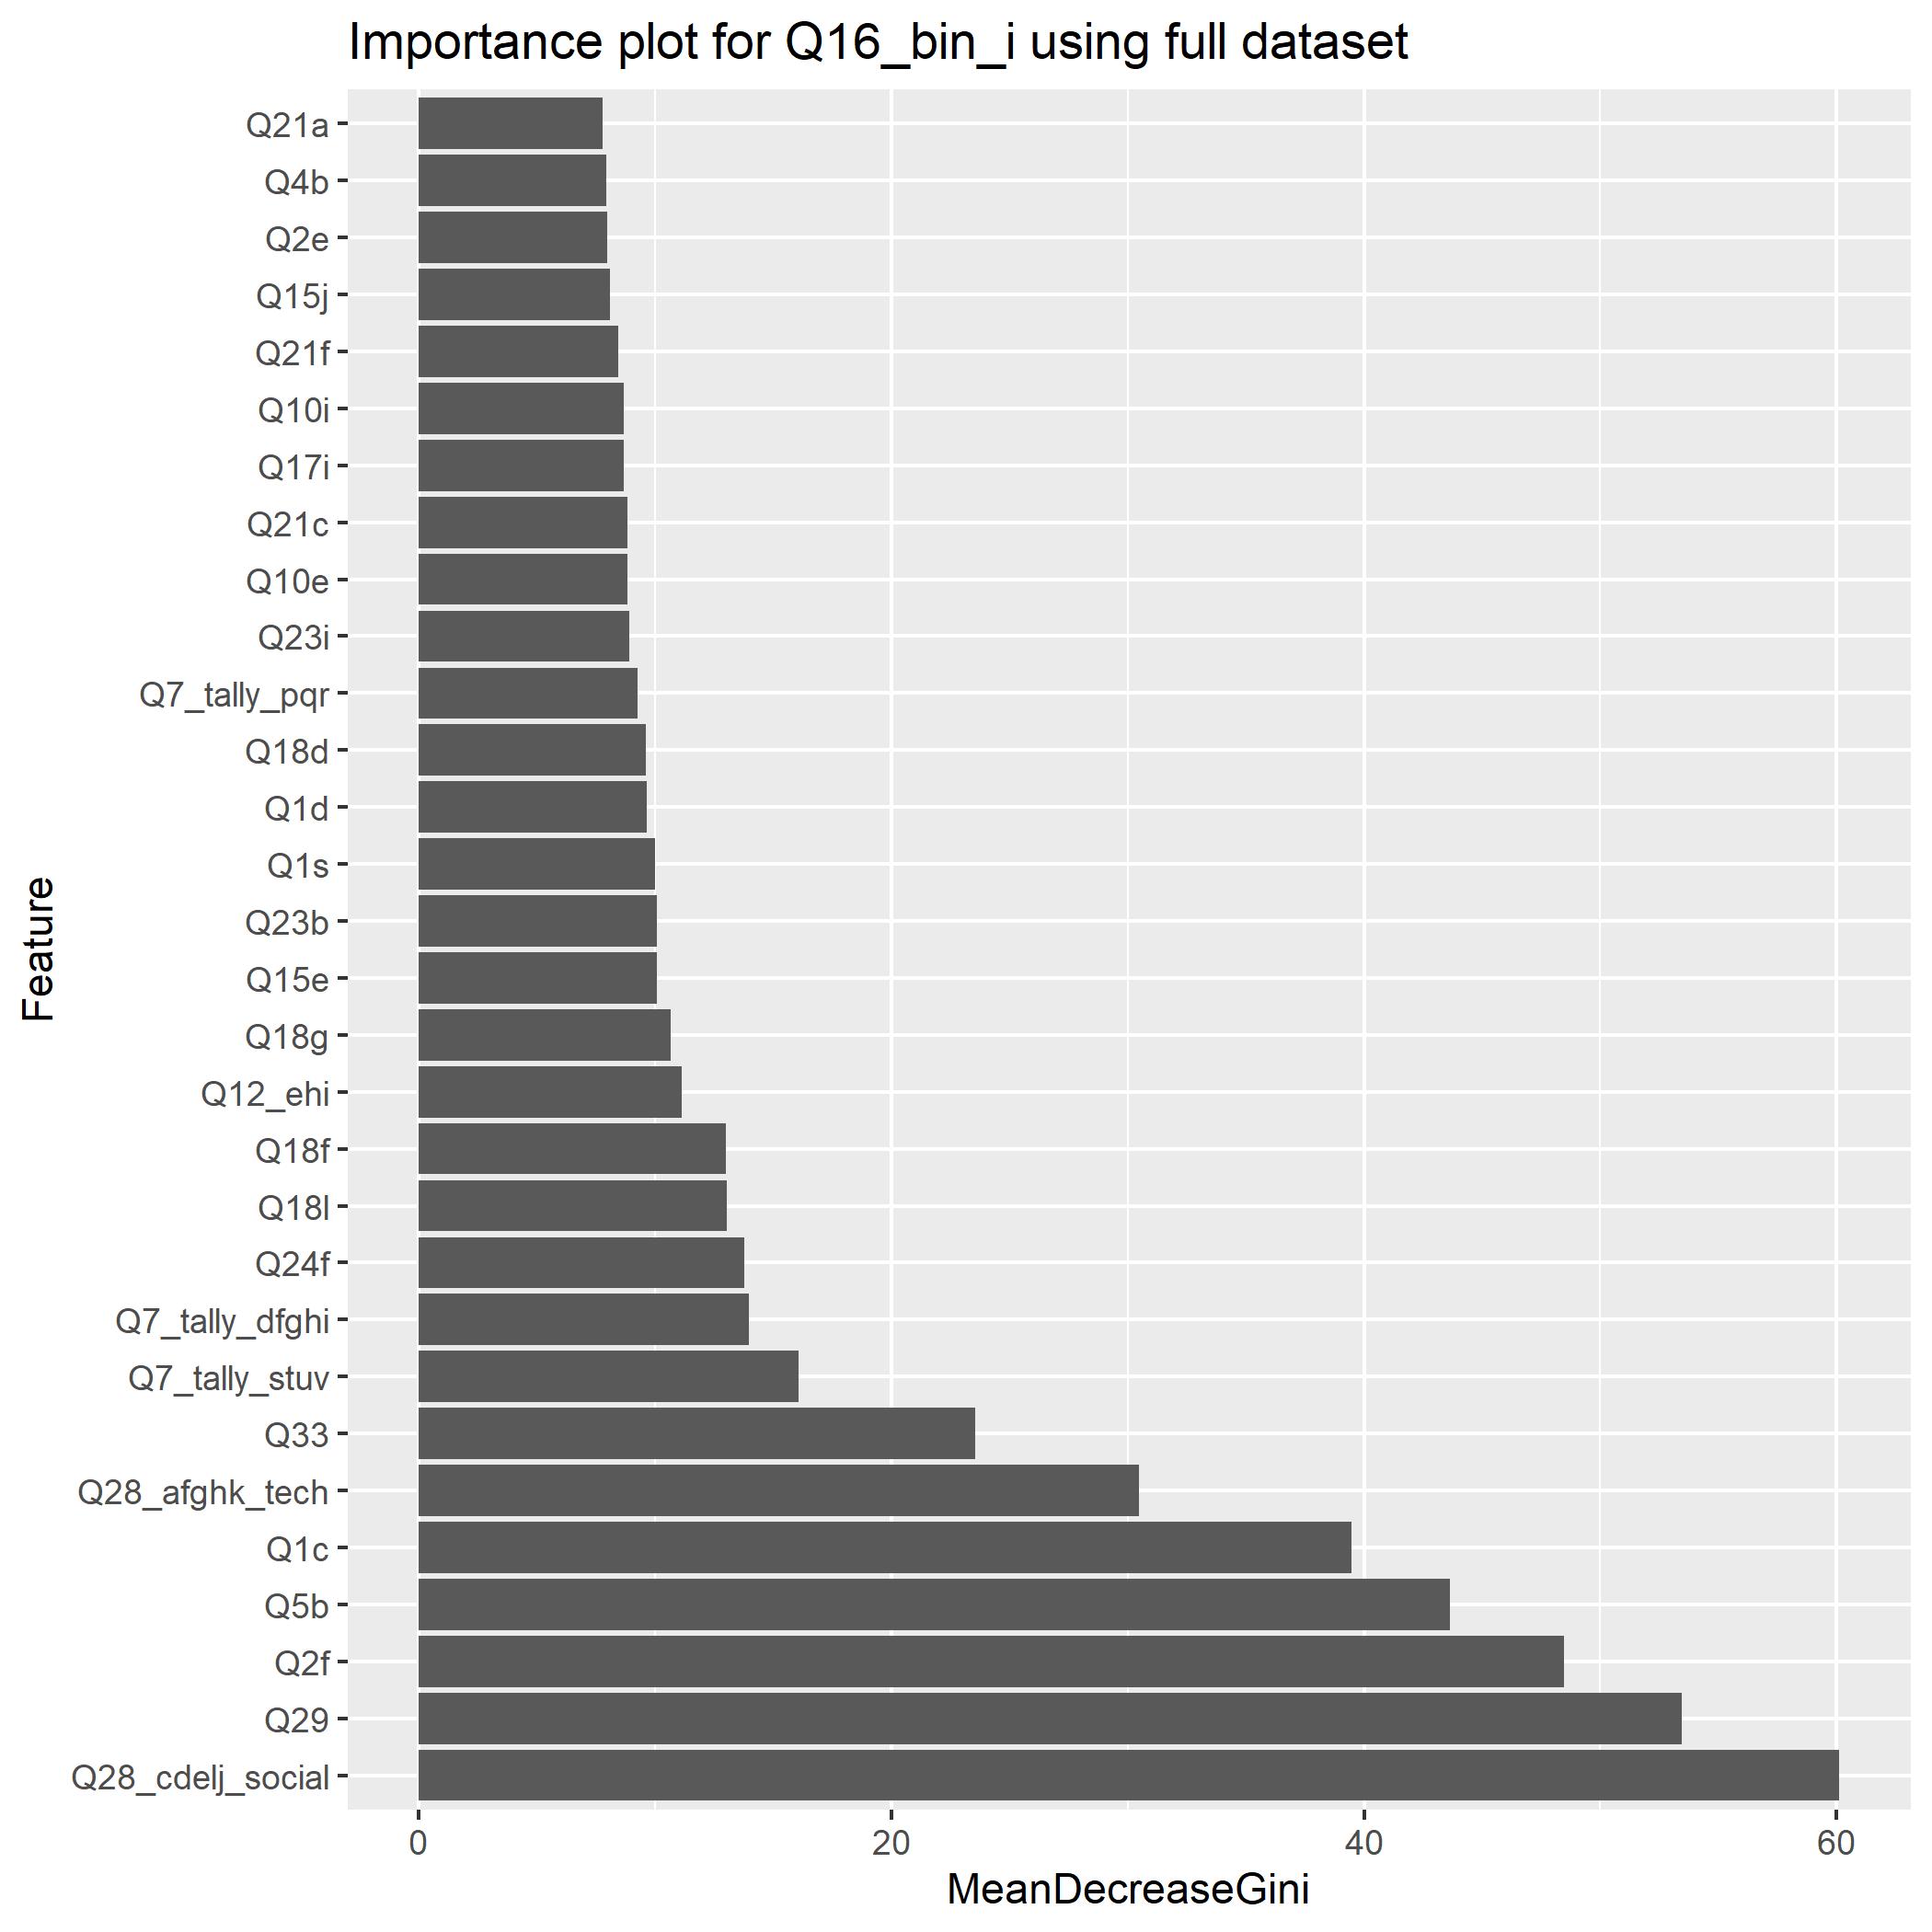 Importance plot for Q16_bin_i using full dataset
Q21a
Q4b
Q2e
Q15j
Q21f
Q10i
Q17i
Q21c
Q10e
Q23i
Q7_tally_pqr
Q18d
Q1d
Q1s
Q23b
Q15e
Q18g
Q12_ehi
Q18f
Q18l
Q24f
Q7_tally_dfghi
Q7_tally_stuv
Q33
Q28_afghk_tech
Q1c
Q5b
Q2f
Q29
Q28_cdelj_social
Feature
0 20 40 60
MeanDecreaseGini